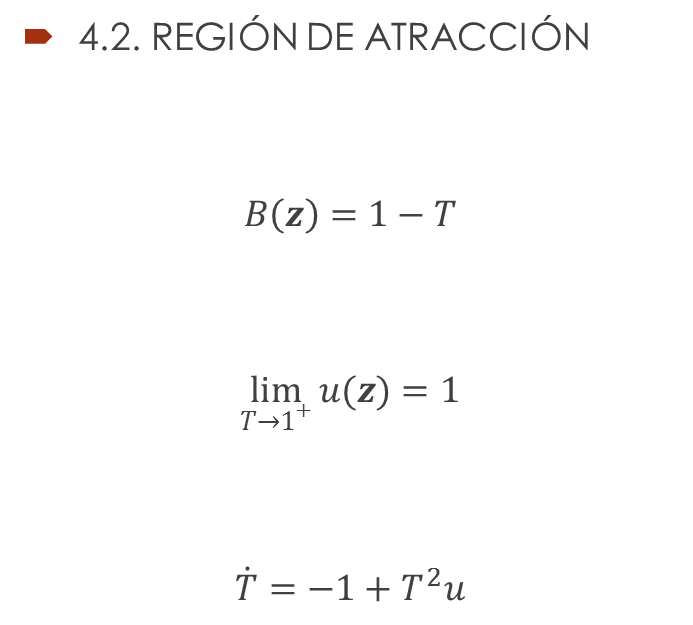 4.2. REGIÓN DE ATRACCIÓN
B(z) = 1 − T
lim u(z) = 1
T→1⁺
Ṫ = −1 + T²u